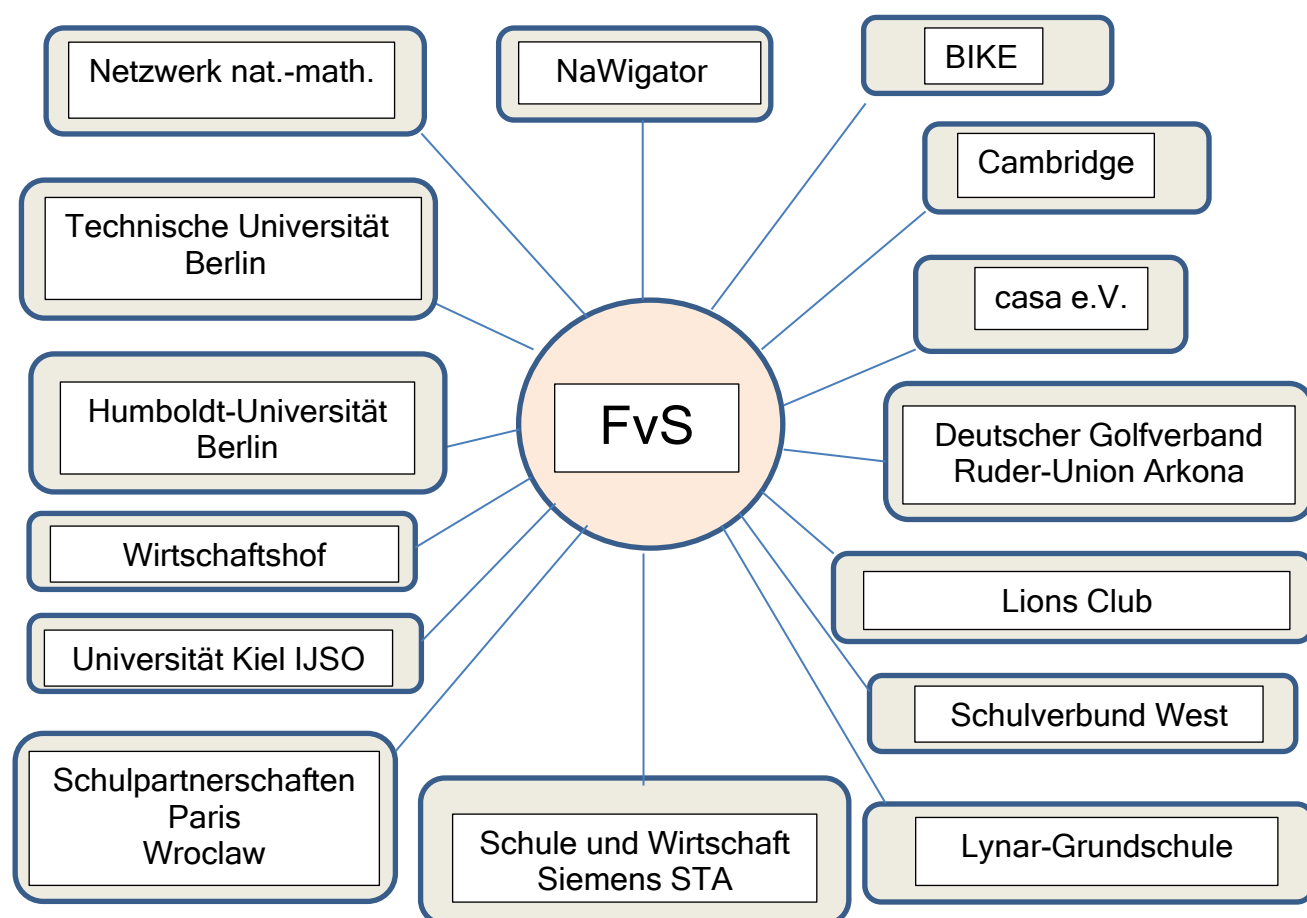 Netzwerk nat.-math.
NaWigator
BIKE
Cambridge
Technische Universität
Berlin
casa e.V.
Humboldt-Universität
Berlin
FvS
Deutscher Golfverband
Ruder-Union Arkona
Wirtschaftshof
Lions Club
Universität Kiel IJSO
Schulverbund West
Schulpartnerschaften
Paris
Wroclaw
Schule und Wirtschaft
Siemens STA
Lynar-Grundschule